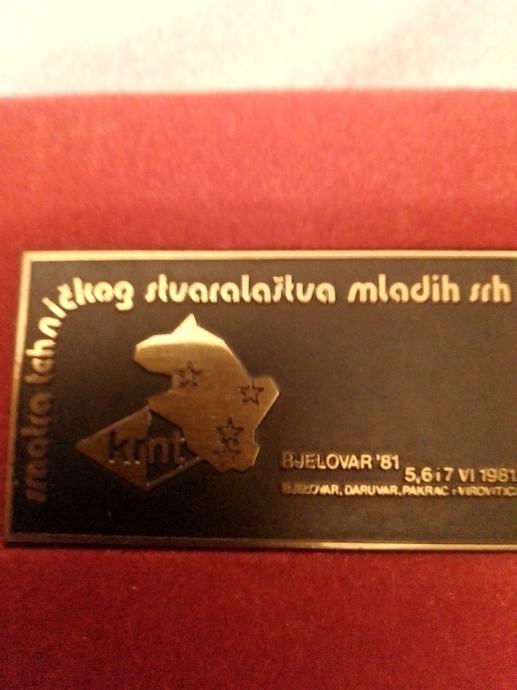 smotra tehničkog stvaralaštva mladih srh
kmt
BJELOVAR '81
5,6 i 7 VI 1981
BJELOVAR, DARUVAR, PAKRAC i VIROVITICA